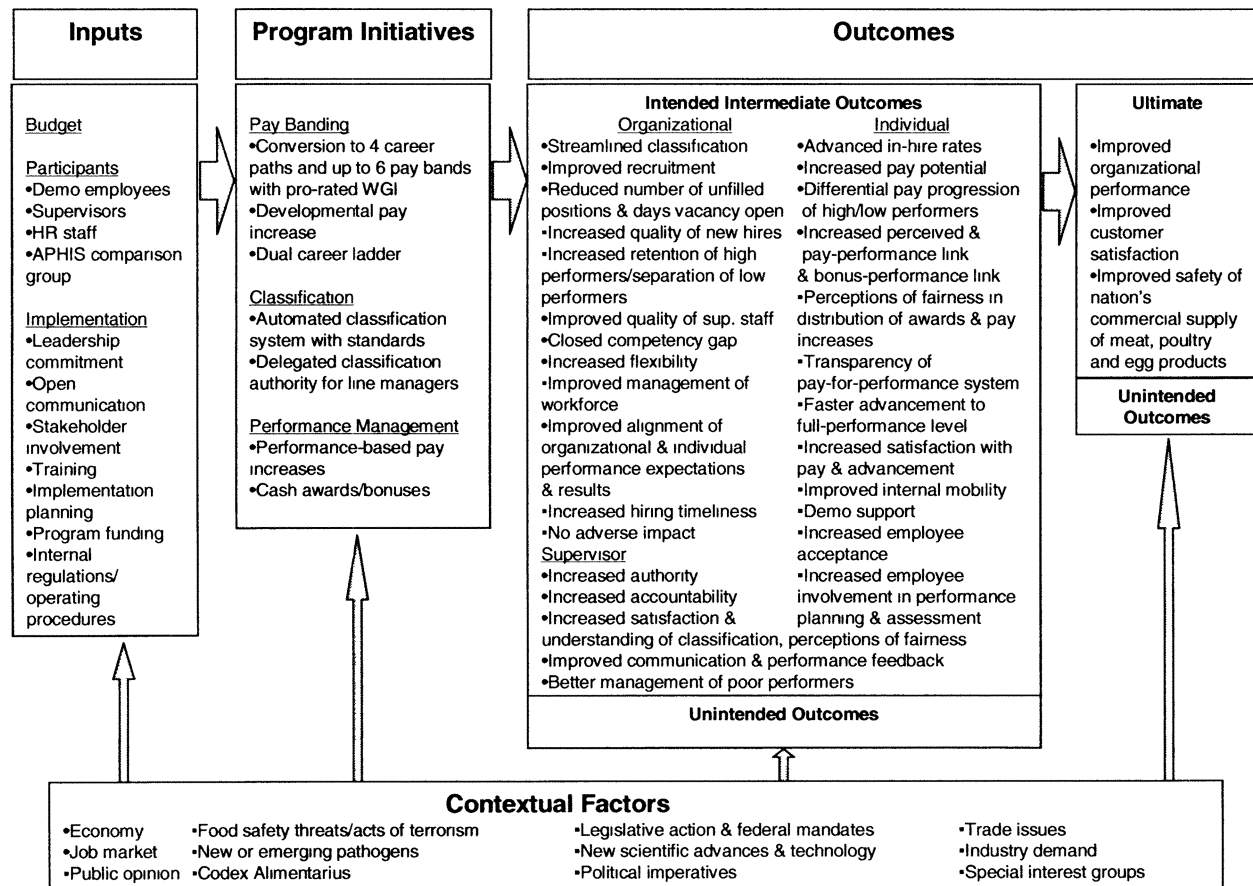 Inputs
Program Initiatives
Outcomes
Budget
Participants
•Demo employees
•Supervisors
•HR staff
•APHIS comparison
group
Implementation
•Leadership
commitment
•Open
communication
•Stakeholder
involvement
•Training
•Implementation
planning
•Program funding
•Internal
regulations/
operating
procedures
Pay Banding
•Conversion to 4 career
paths and up to 6 pay bands
with pro-rated WGI
•Developmental pay
increase
•Dual career ladder
Classification
•Automated classification
system with standards
•Delegated classification
authority for line managers
Performance Management
•Performance-based pay
increases
•Cash awards/bonuses
Intended Intermediate Outcomes
Organizational
•Streamlined classification
•Improved recruitment
•Reduced number of unfilled
positions & days vacancy open
▪Increased quality of new hires
▪Increased retention of high
performers/separation of low
performers
•Improved quality of sup. staff
•Closed competency gap
•Increased flexibility
▪Improved management of
workforce
•Improved alignment of
organizational & individual
performance expectations
& results
▪Increased hiring timeliness
▪No adverse impact
Supervisor
•Increased authority
•Increased accountability
•Increased satisfaction &
understanding of classification, perceptions of fairness
•Improved communication & performance feedback
•Better management of poor performers
Individual
•Advanced in-hire rates
•Increased pay potential
•Differential pay progression
of high/low performers
•Increased perceived &
pay-performance link
& bonus-performance link
▪Perceptions of fairness in
distribution of awards & pay
increases
▪Transparency of
pay-for-performance system
▪Faster advancement to
full-performance level
▪Increased satisfaction with
pay & advancement
▪Improved internal mobility
▪Demo support
▪Increased employee
acceptance
▪Increased employee
involvement in performance
planning & assessment
Unintended Outcomes
Ultimate
•Improved
organizational
performance
•Improved
customer
satisfaction
•Improved safety of
nation's
commercial supply
of meat, poultry
and egg products
Unintended
Outcomes
Contextual Factors
•Economy
•Job market
•Public opinion
•Food safety threats/acts of terrorism
•New or emerging pathogens
•Codex Alimentarius
•Legislative action & federal mandates
•New scientific advances & technology
•Political imperatives
•Trade issues
•Industry demand
•Special interest groups